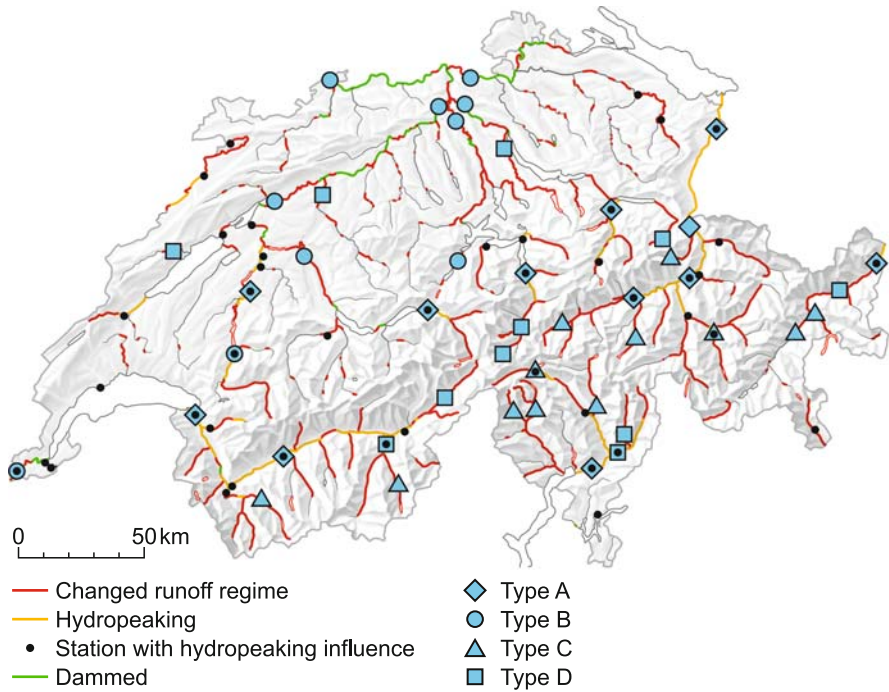 0 50 km
Changed runoff regime
Hydropeaking
Station with hydropeaking influence
Dammed
Type A
Type B
Type C
Type D